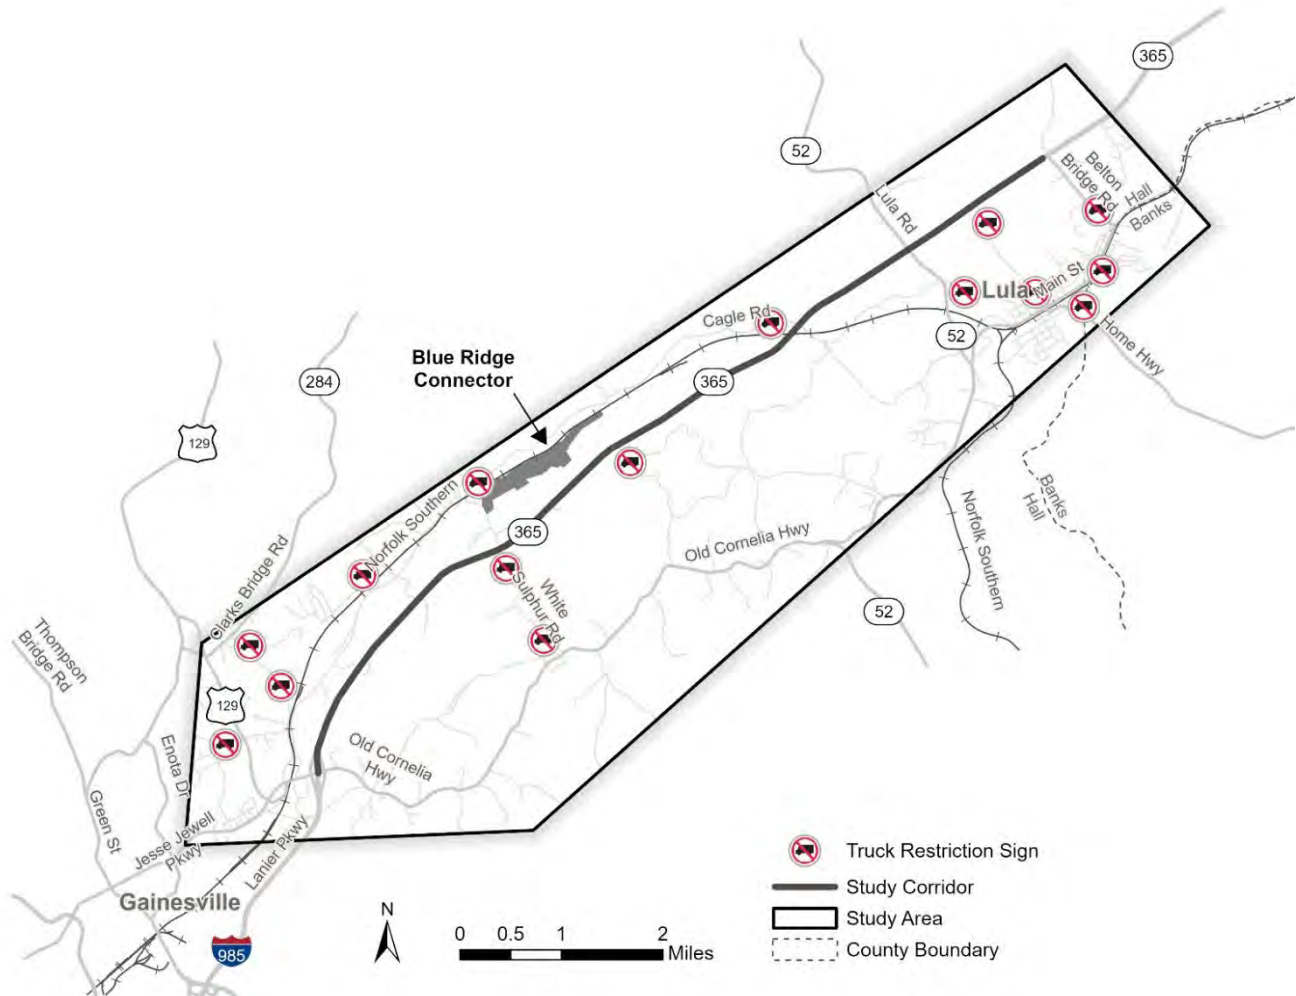 365
52
Belton
Bridge Rd
Hall
Banks
Lula Rd
Lula
Main St
Cagle Rd
52
Home Hwy
Blue Ridge
Connector
365
284
129
Norfolk Southern
365
Banks
Hall
Old Cornelia Hwy
Norfolk Southern
White
Sulphur Rd
Clarks Bridge Rd
52
Thompson
Bridge Rd
129
Enota Dr
Old Cornelia
Hwy
Green St
Jesse Jewell
Pkwy
Lanier Pkwy
Gainesville
985
N
0 0.5 1 2
Miles
Truck Restriction Sign
Study Corridor
Study Area
County Boundary